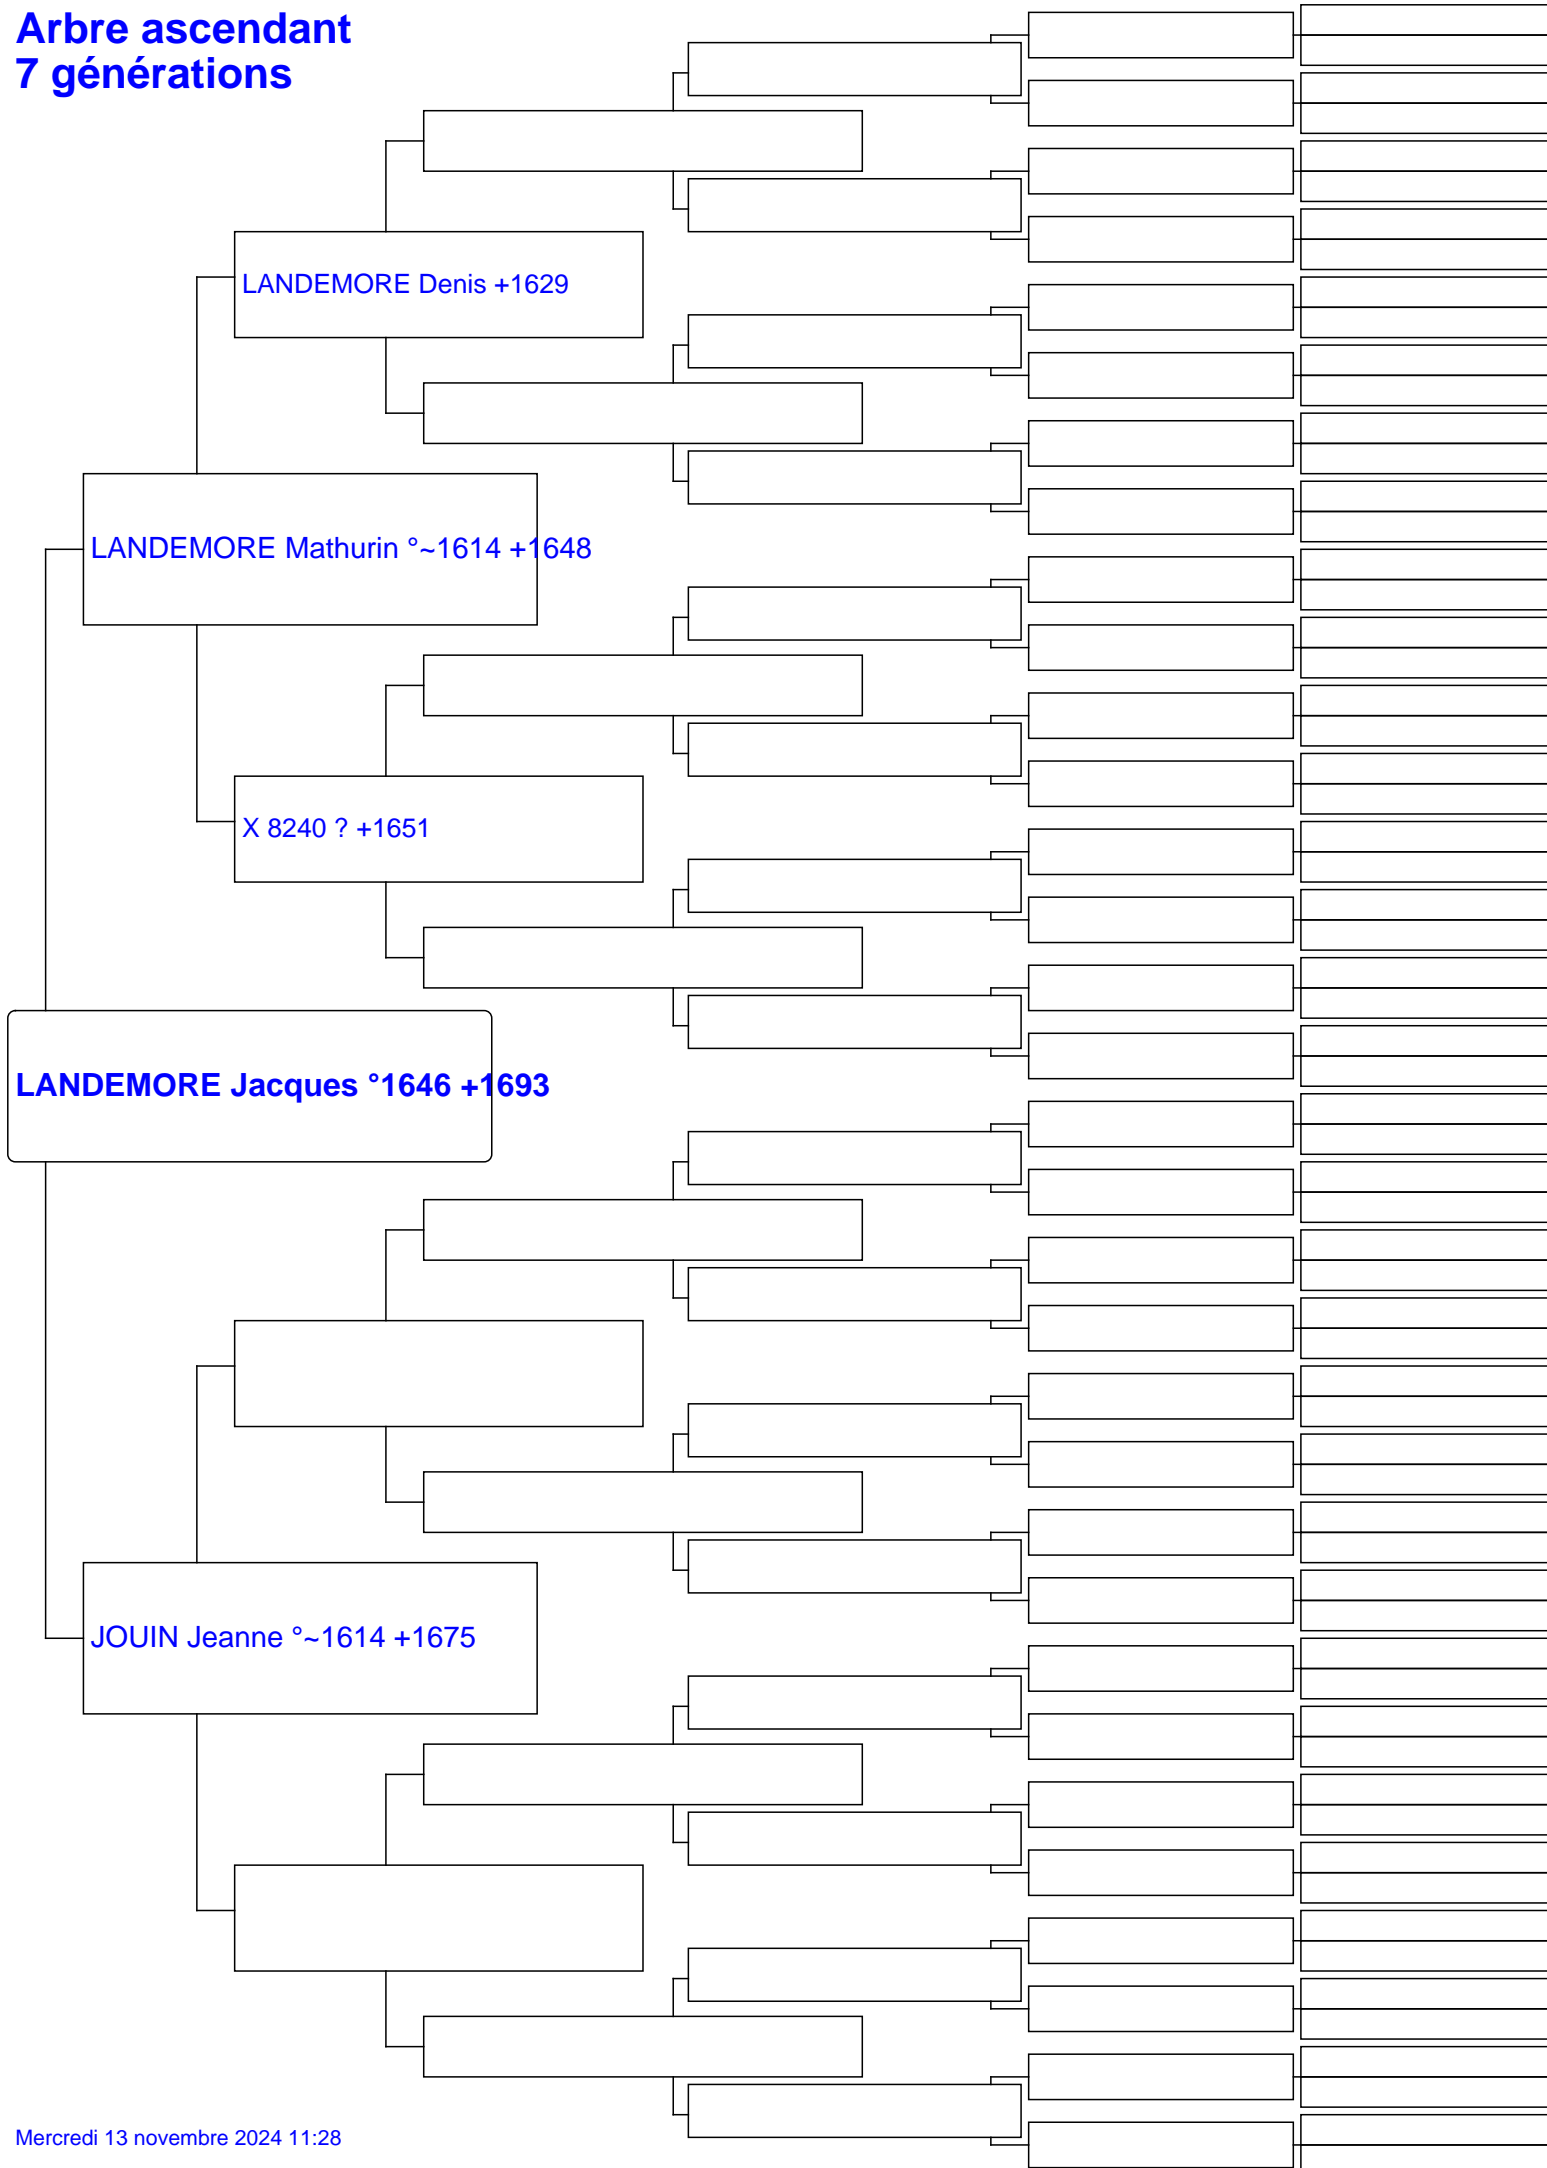 Arbre ascendant
7 générations
LANDEMORE Denis +1629
LANDEMORE Mathurin °~1614 +1648
X 8240 ? +1651
LANDEMORE Jacques °1646 +1693
JOUIN Jeanne °~1614 +1675
Mercredi 13 novembre 2024 11:28